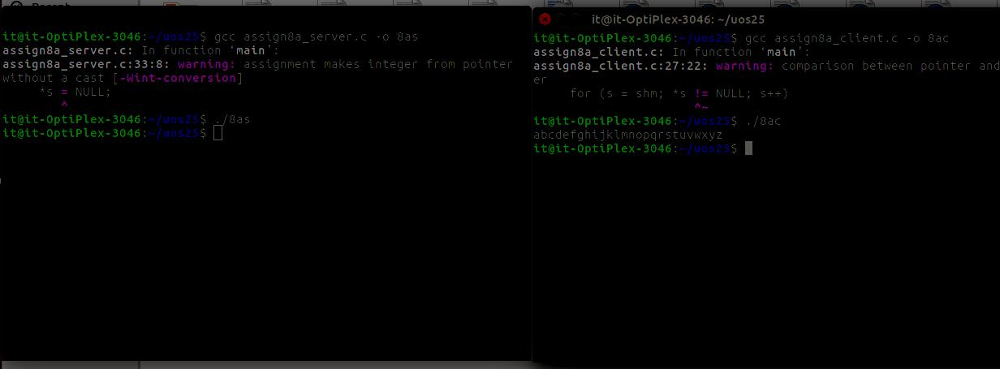 Recent
it@it-OptiPlex-3046:~/uos25$ gcc assign8a_server.c -o 8as
assign8a_server.c: In function ‘main’:
assign8a_server.c:33:8: warning: assignment makes integer from pointer
without a cast [-Wint-conversion]
*s = NULL;
^
it@it-OptiPlex-3046:~/uos25$ ./8as
it@it-OptiPlex-3046:~/uos25$
it@it-OptiPlex-3046: ~/uos25
it@it-OptiPlex-3046:~/uos25$ gcc assign8a_client.c -o 8ac
assign8a_client.c: In function ‘main’:
assign8a_client.c:27:22: warning: comparison between pointer and
er
for (s = shm; *s != NULL; s++)
^~
it@it-OptiPlex-3046:~/uos25$ ./8ac
abcdefghijklmnopqrstuvwxyz
it@it-OptiPlex-3046:~/uos25$